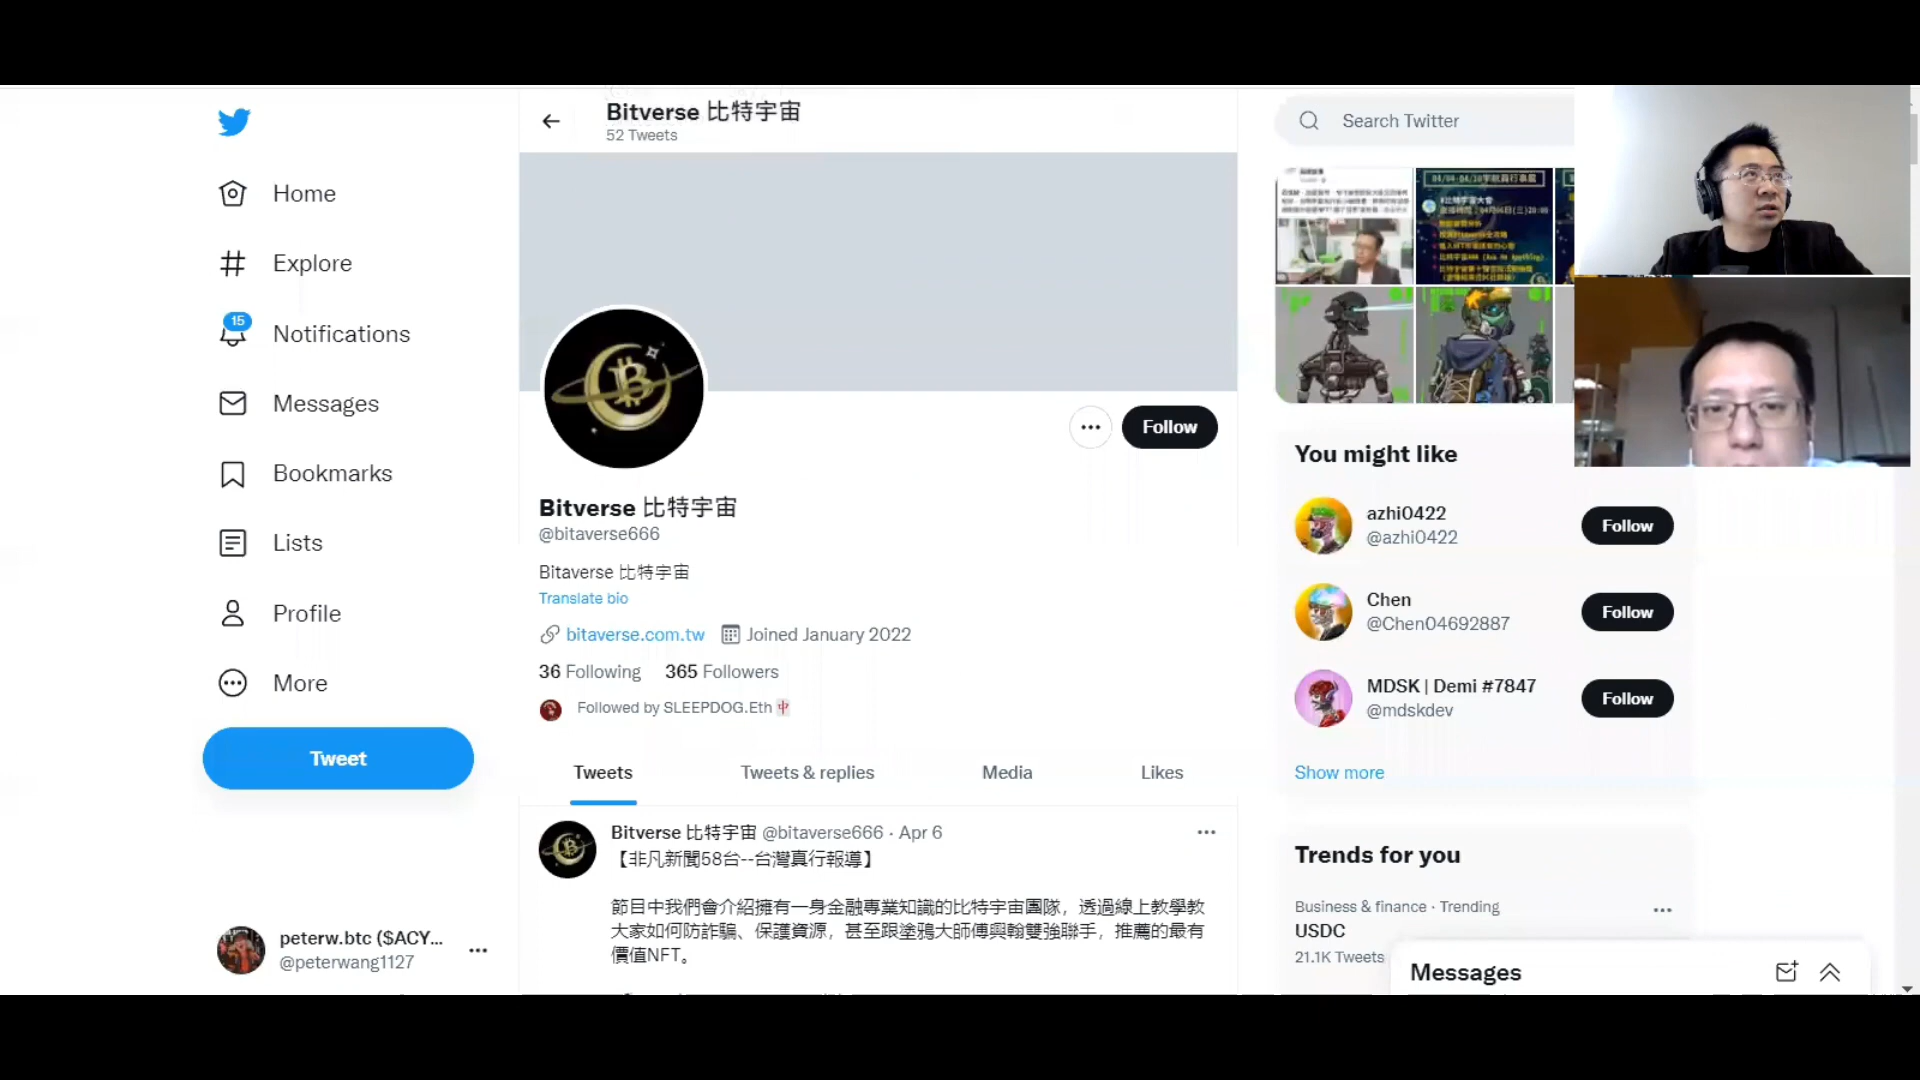 Home
Explore
15
Notifications
Messages
Bookmarks
Lists
Profile
More
Tweet
peterw.btc ($ACY...
@peterwang1127
Bitverse 比特宇宙
52 Tweets
Follow
Bitverse 比特宇宙
@bitaverse666
Bitaverse 比特宇宙
Translate bio
bitaverse.com.tw Joined January 2022
36 Following 365 Followers
Followed by SLEEPDOG.Eth 🀄
Tweets Tweets & replies Media Likes
Bitverse 比特宇宙 @bitaverse666 · Apr 6
【非凡新聞58台--台灣真行報導】
節目中我們會介紹擁有一身金融專業知識的比特宇宙團隊，透過線上教學教
大家如何防詐騙、保護資源，甚至跟塗鴉大師傅與翰雙強聯手，推薦的最有
價值NFT。
Search Twitter
You might like
azhi0422
@azhi0422
Follow
Chen
@Chen04692887
Follow
MDSK | Demi #7847
@mdskdev
Follow
Show more
Trends for you
Business & finance · Trending
USDC
21.1K Tweets
Messages